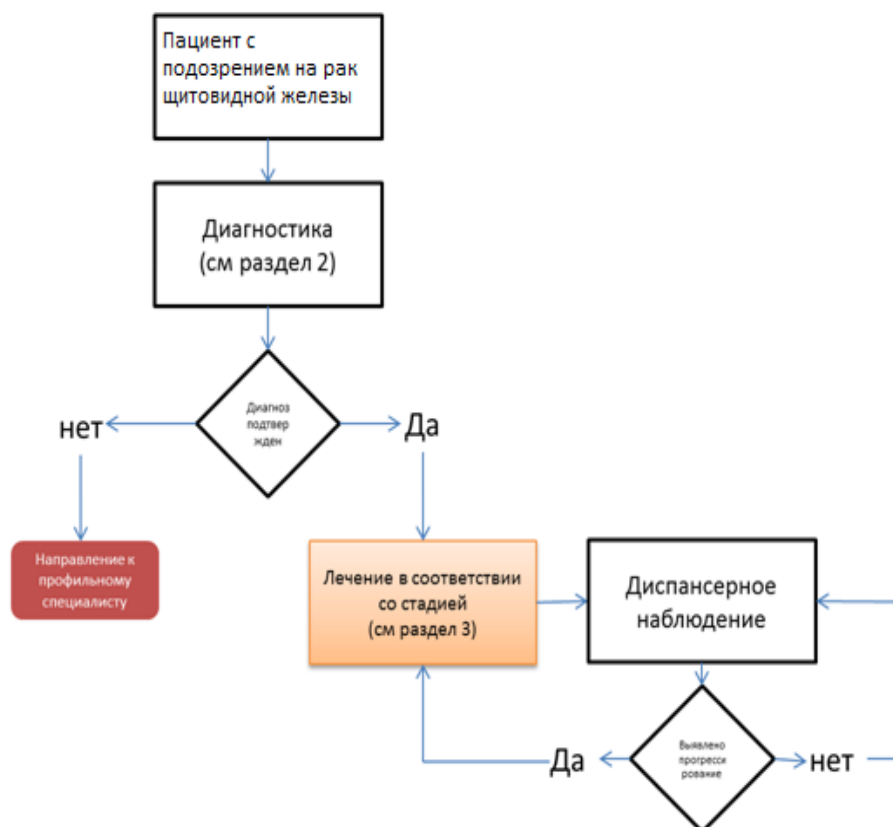 Пациент с
подозрением на рак
щитовидной железы
Диагностика
(см раздел 2)
Диагноз
подтвер
жден
нет
Да
Направление к
профильному
специалисту
Лечение в соответствии
со стадией
(см раздел 3)
Диспансерное
наблюдение
Выявлено
прогресси
рование
Да
нет